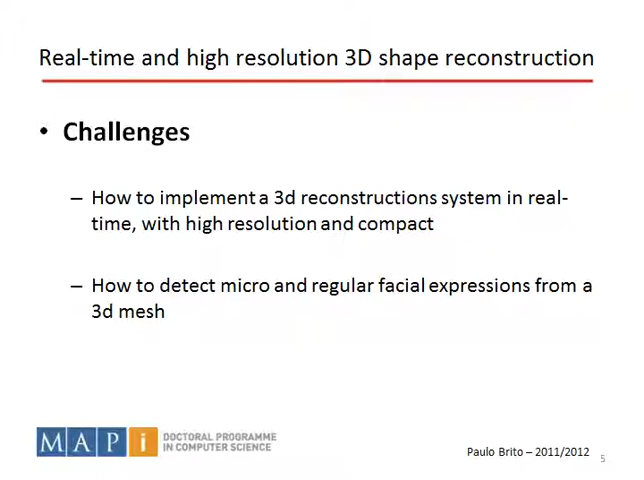 Real-time and high resolution 3D shape reconstruction
• Challenges
– How to implement a 3d reconstructions system in real-
time, with high resolution and compact
– How to detect micro and regular facial expressions from a
3d mesh
MAP i DOCTORAL PROGRAMME
IN COMPUTER SCIENCE
Paulo Brito – 2011/2012
5